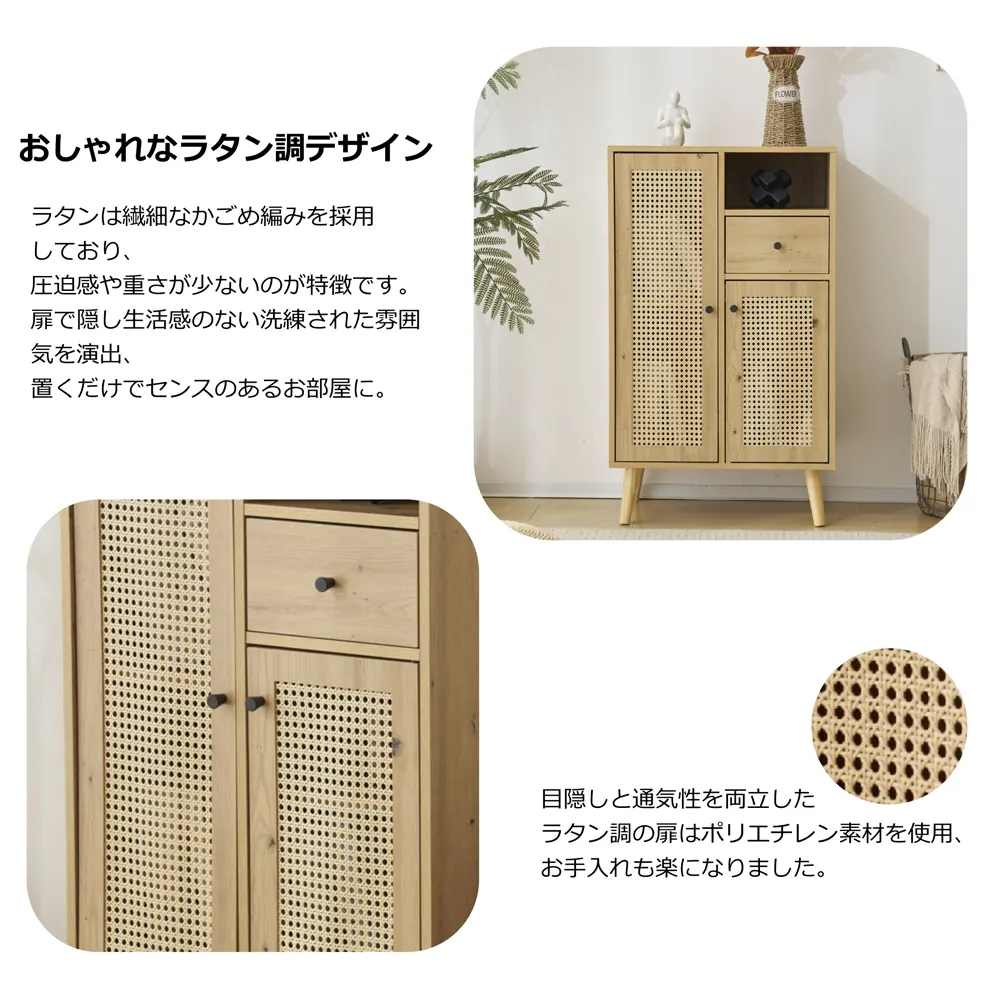 おしゃれなラタン調デザイン
ラタンは繊細なかごめ編みを採用
しており、
圧迫感や重さが少ないのが特徴です。
扉で隠し生活感のない洗練された雰囲
気を演出、
置くだけでセンスのあるお部屋に。
FLOWER
目隠しと通気性を両立した
ラタン調の扉はポリエチレン素材を使用、
お手入れも楽になりました。